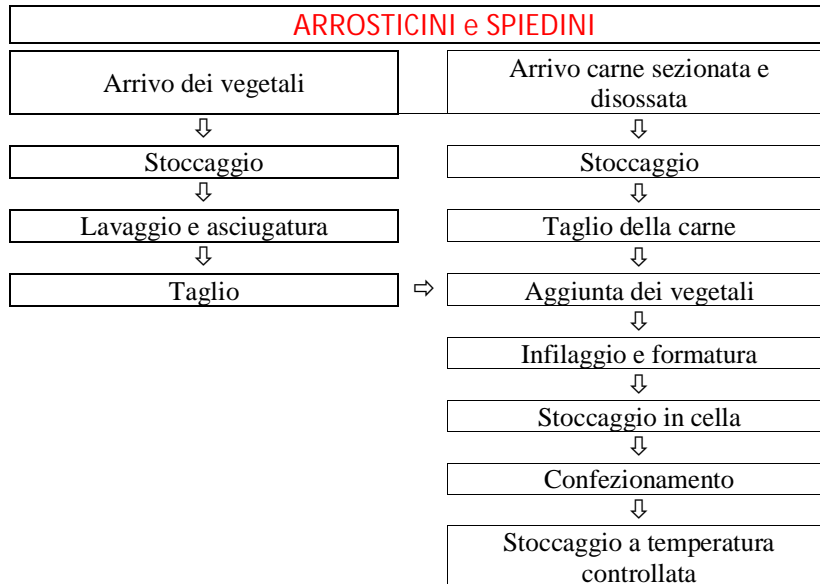 ARROSTICINI e SPIEDINI
Arrivo dei vegetali
Arrivo carne sezionata e
disossata
⇩
⇩
Stoccaggio
Stoccaggio
⇩
⇩
Lavaggio e asciugatura
Taglio della carne
⇩
⇩
Taglio
⇨
Aggiunta dei vegetali
⇩
Infilaggio e formatura
⇩
Stoccaggio in cella
⇩
Confezionamento
⇩
Stoccaggio a temperatura
controllata